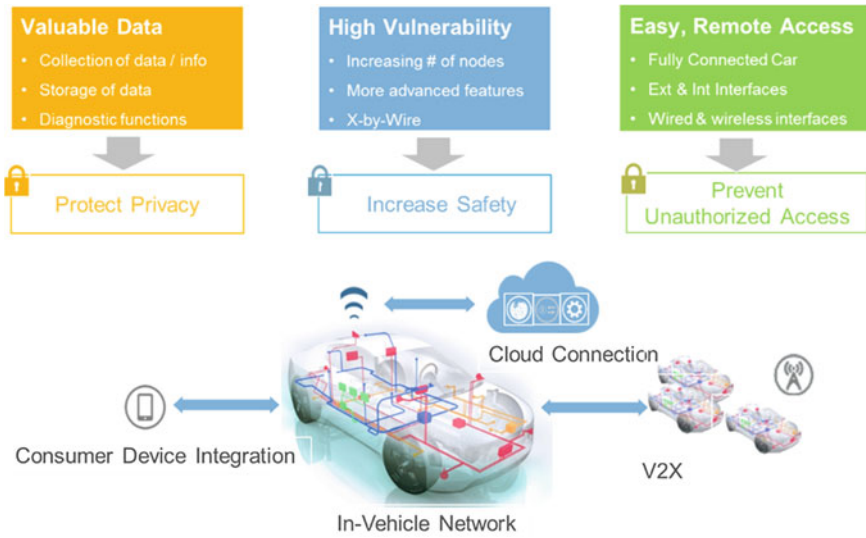 Valuable Data
• Collection of data / info
• Storage of data
• Diagnostic functions
High Vulnerability
• Increasing # of nodes
• More advanced features
• X-by-Wire
Easy, Remote Access
• Fully Connected Car
• Ext & Int Interfaces
• Wired & wireless interfaces
Protect Privacy
Increase Safety
Prevent
Unauthorized Access
Cloud Connection
Consumer Device Integration
V2X
In-Vehicle Network